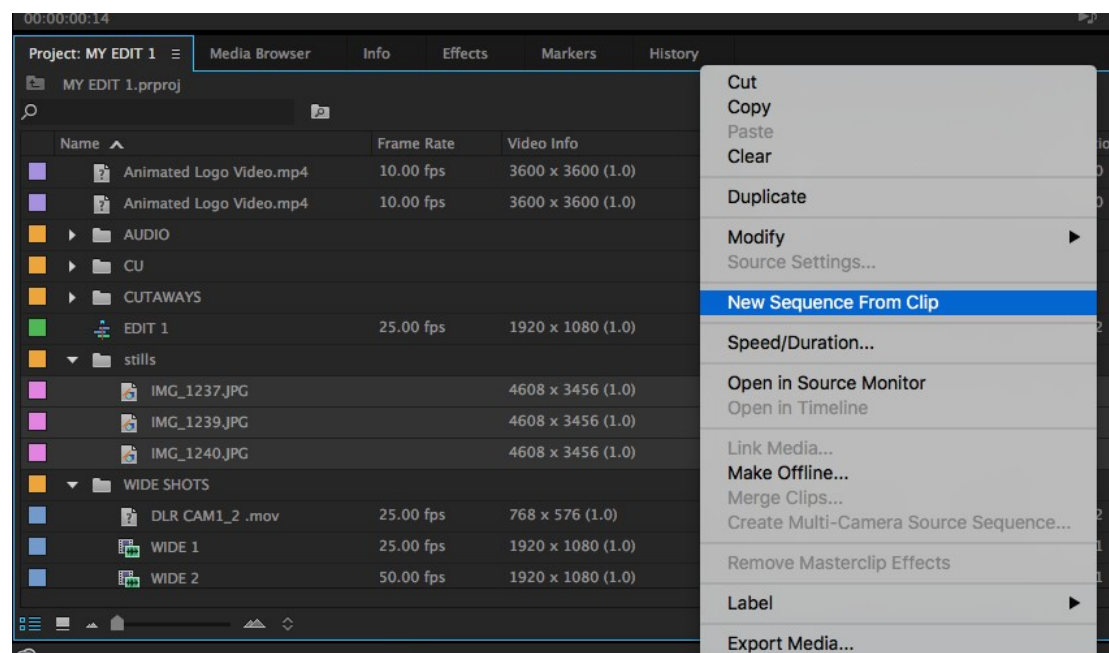 00:00:00:14
Project: MY EDIT 1 Media Browser Info Effects Markers History
MY EDIT 1.prproj
Name Frame Rate Video Info
Animated Logo Video.mp4 10.00 fps 3600 x 3600 (1.0)
Animated Logo Video.mp4 10.00 fps 3600 x 3600 (1.0)
AUDIO
CU
CUTAWAYS
EDIT 1 25.00 fps 1920 x 1080 (1.0)
stills
IMG_1237.JPG 4608 x 3456 (1.0)
IMG_1239.JPG 4608 x 3456 (1.0)
IMG_1240.JPG 4608 x 3456 (1.0)
WIDE SHOTS
DLR CAM1_2 .mov 25.00 fps 768 x 576 (1.0)
WIDE 1 25.00 fps 1920 x 1080 (1.0)
WIDE 2 50.00 fps 1920 x 1080 (1.0)
Cut
Copy
Paste
Clear
Duplicate
Modify
Source Settings...
New Sequence From Clip
Speed/Duration...
Open in Source Monitor
Open in Timeline
Link Media...
Make Offline...
Merge Clips...
Create Multi-Camera Source Sequence...
Remove Masterclip Effects
Label
Export Media...